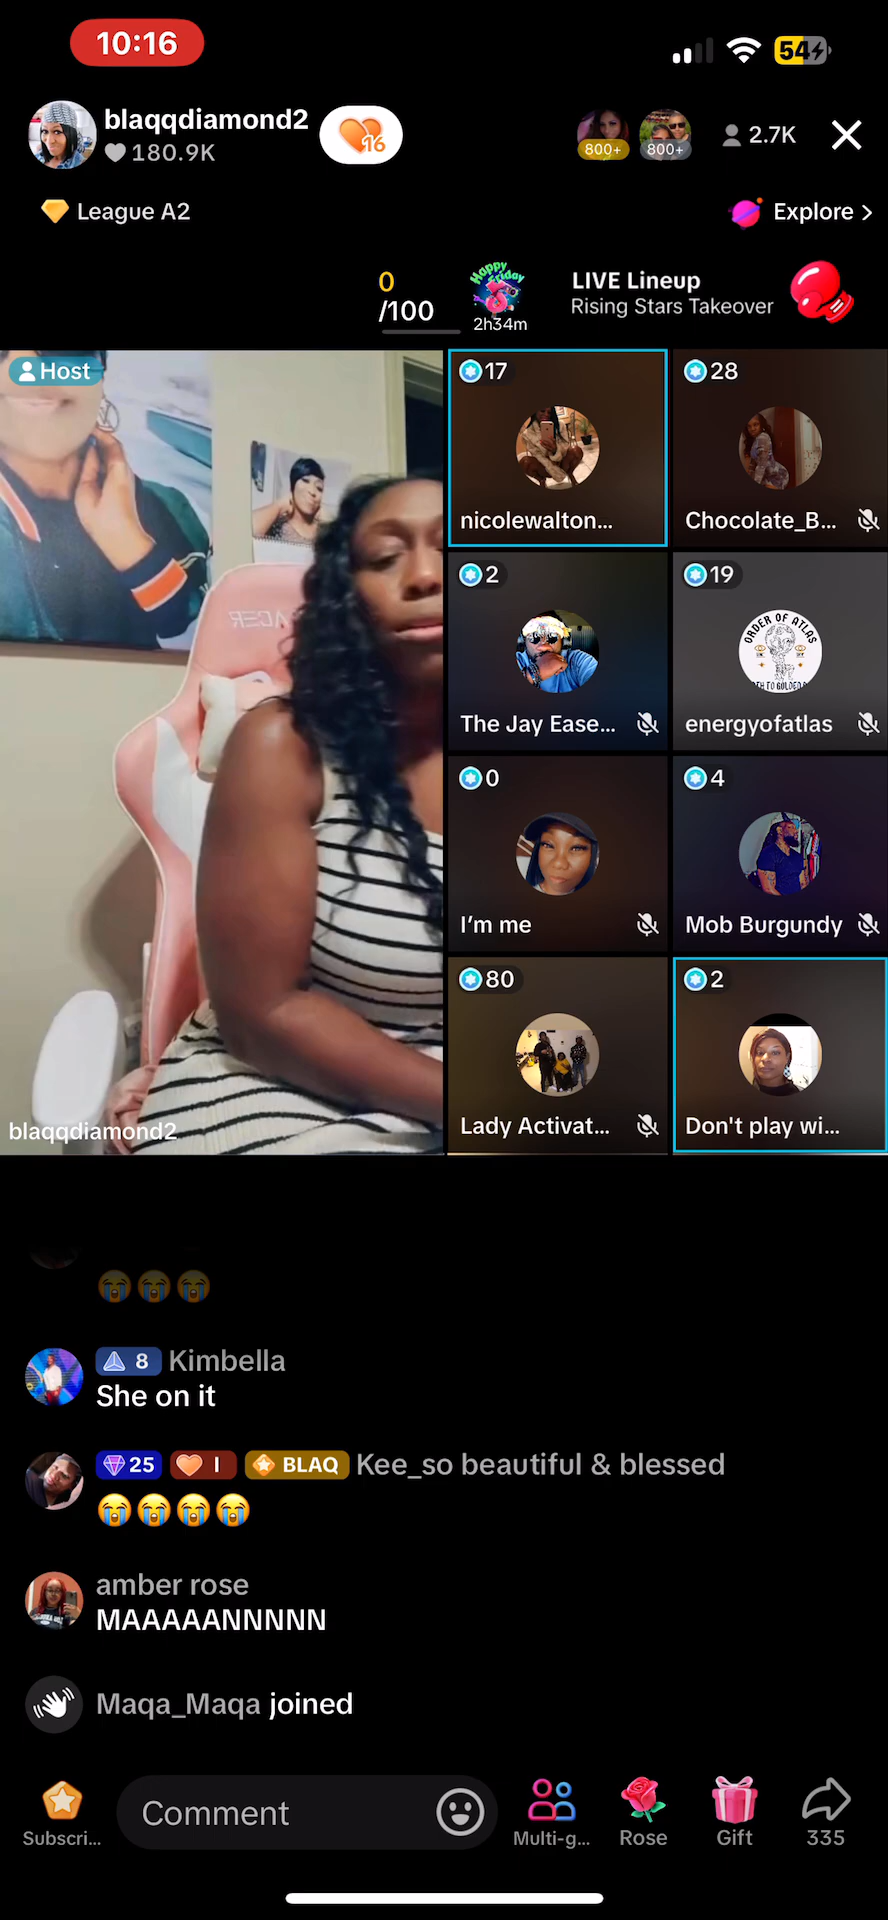 10:16
54
blaqqdiamond2
180.9K
16
800+
800+
2.7K
League A2
Explore
0
/100
Happy Friday
2h34m
LIVE Lineup
Rising Stars Takeover
Host
17
nicolewalton...
28
Chocolate_B...
2
The Jay Ease...
19
ORDER OF ATLAS
energyofatlas
0
I'm me
4
Mob Burgundy
80
Lady Activat...
2
Don't play wi...
blaqqdiamond2
😭😭😭
8 Kimbella
She on it
25 I BLAQ Kee_so beautiful & blessed
😭😭😭😭
amber rose
MAAAAANNNNN
Maqa_Maqa joined
Subscri...
Comment
Multi-g...
Rose
Gift
335